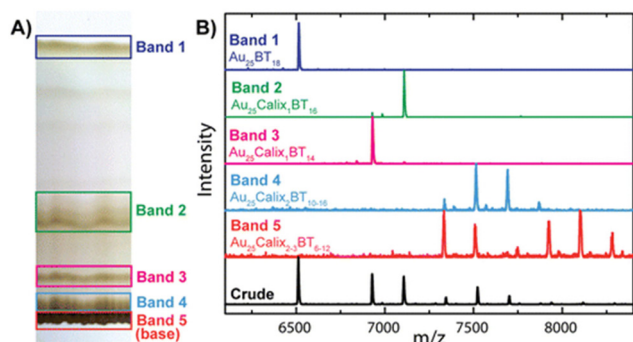 A)
Band 1
Band 2
Band 3
Band 4
Band 5
(base)
B)
Band 1
Au25BT18
Band 2
Au25Calix1BT16
Band 3
Au25Calix1BT14
Band 4
Au25Calix2BT10-16
Band 5
Au25Calix2-3BT6-12
Crude
Intensity
6500 7000 7500 8000
m/z